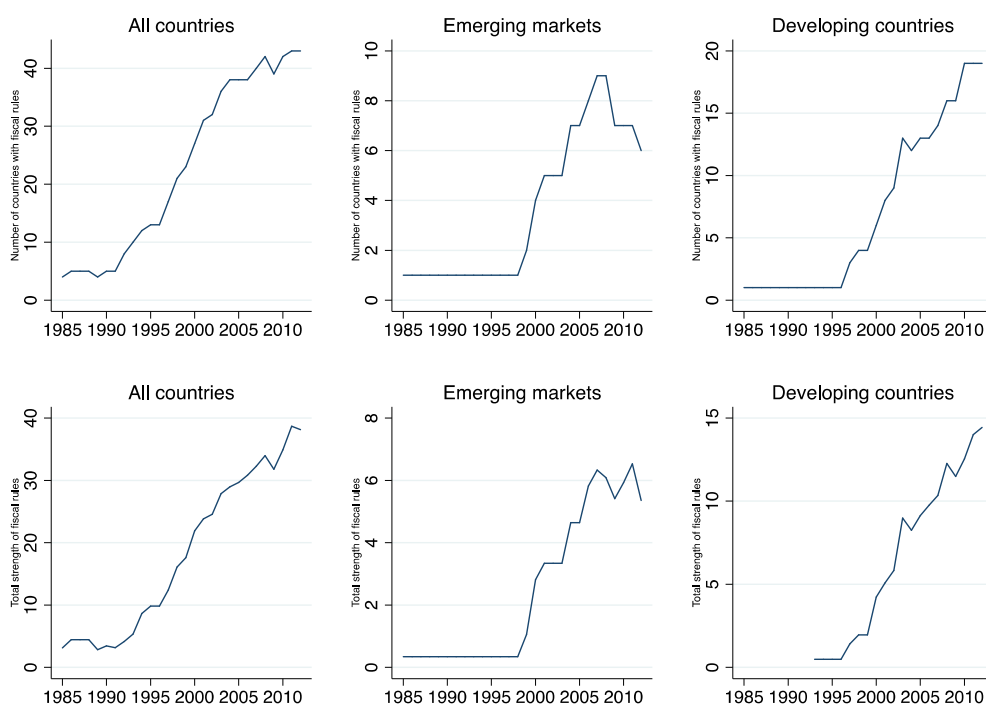 All countries
Number of countries with fiscal rules
40
30
20
10
0
1985 1990 1995 2000 2005 2010
Emerging markets
Number of countries with fiscal rules
10
8
6
4
2
0
1985 1990 1995 2000 2005 2010
Developing countries
Number of countries with fiscal rules
20
15
10
5
0
1985 1990 1995 2000 2005 2010
All countries
Total strength of fiscal rules
40
30
20
10
0
1985 1990 1995 2000 2005 2010
Emerging markets
Total strength of fiscal rules
8
6
4
2
0
1985 1990 1995 2000 2005 2010
Developing countries
Total strength of fiscal rules
15
10
5
0
1985 1990 1995 2000 2005 2010